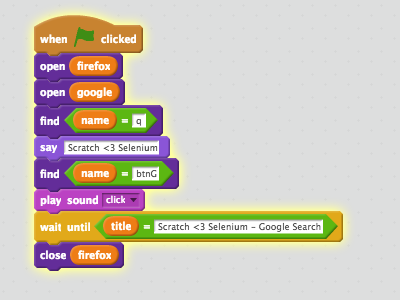 when clicked
open firefox
open google
find name = q
say Scratch <3 Selenium
find name = btnG
play sound click
wait until title = Scratch <3 Selenium - Google Search
close firefox